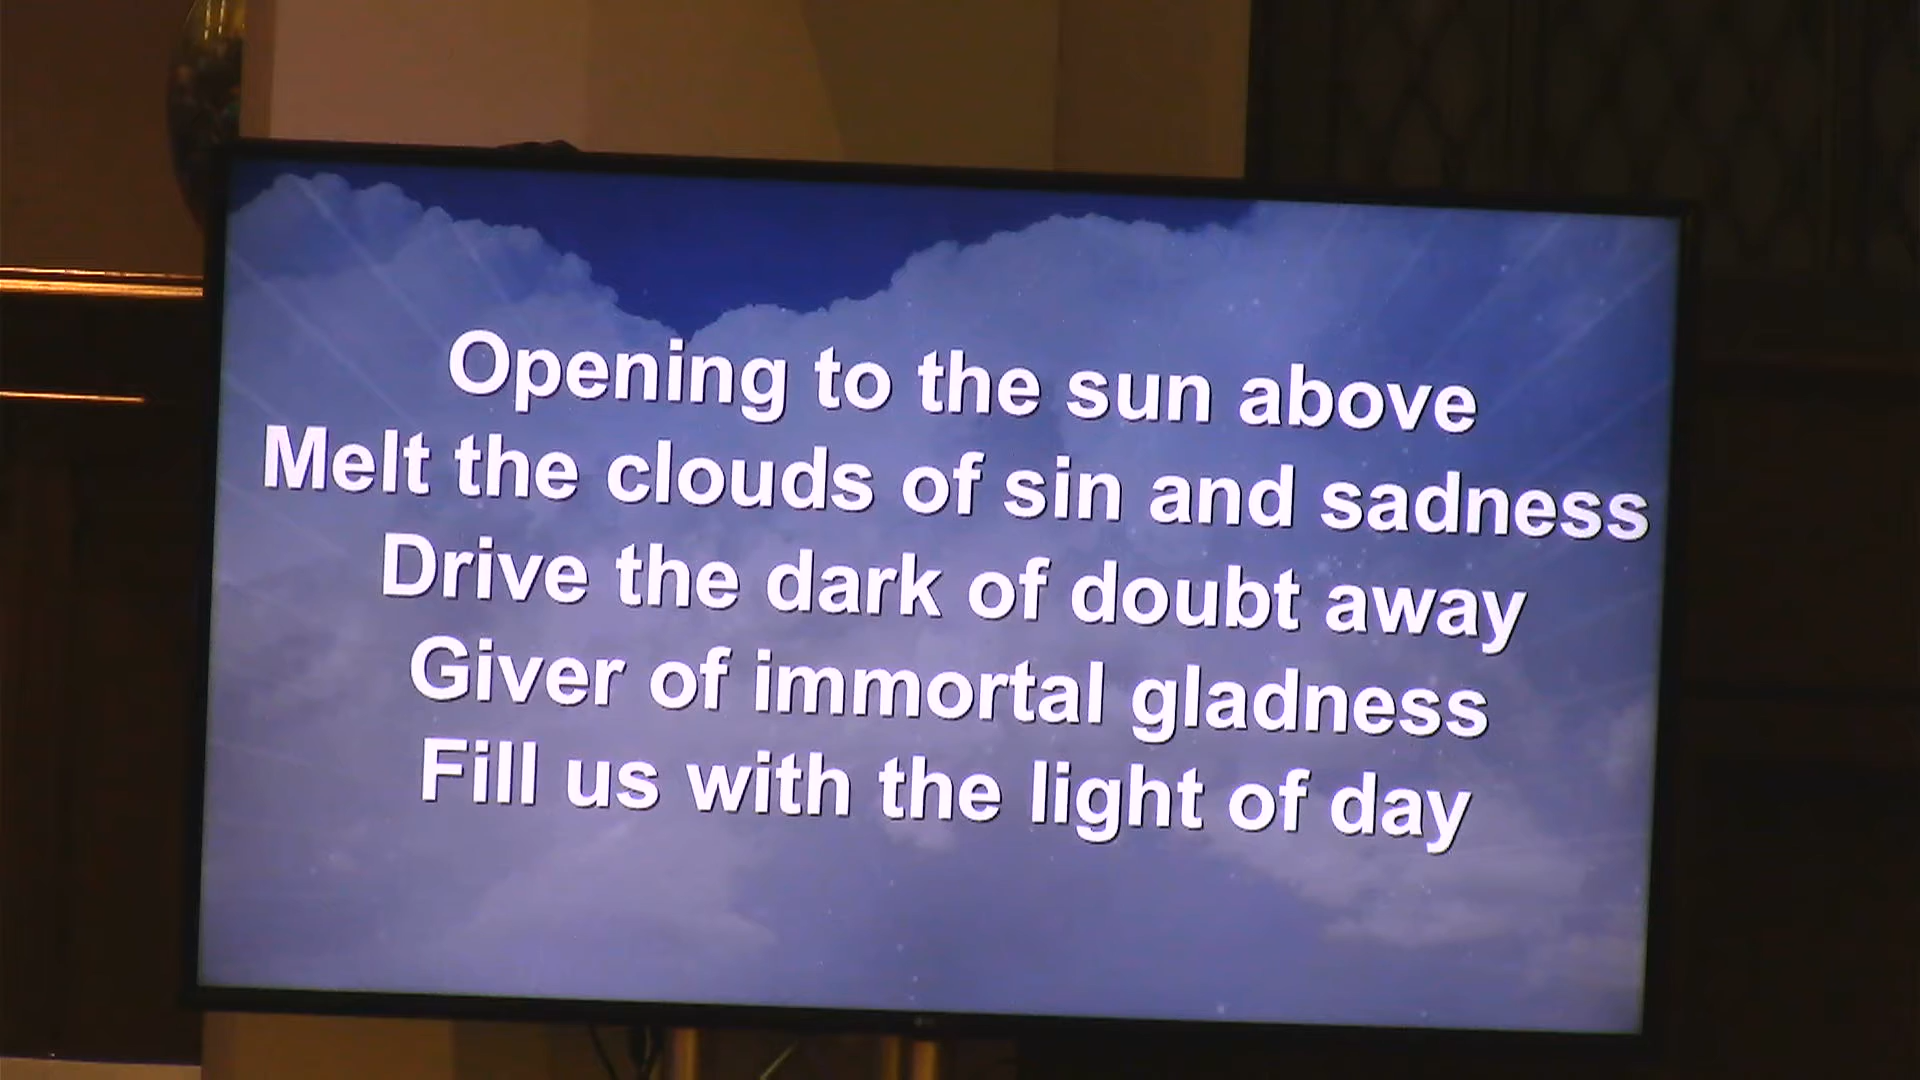 Opening to the sun above
Melt the clouds of sin and sadness
Drive the dark of doubt away
Giver of immortal gladness
Fill us with the light of day